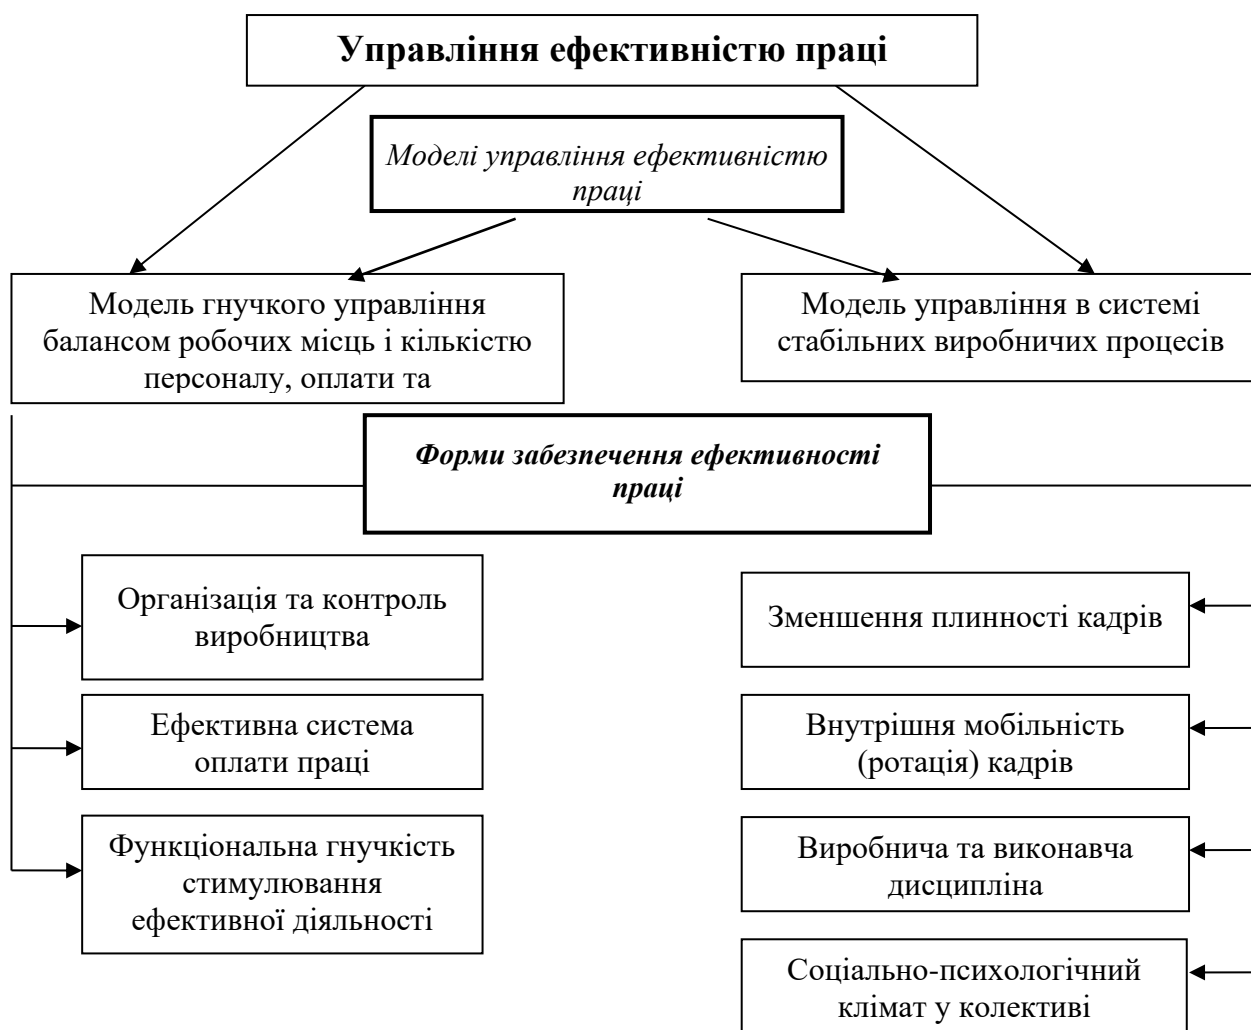 Управління ефективністю праці
Моделі управління ефективністю
праці
Модель гнучкого управління
балансом робочих місць і кількістю
персоналу, оплати та
Модель управління в системі
стабільних виробничих процесів
Форми забезпечення ефективності
праці
Організація та контроль
виробництва
Ефективна система
оплати праці
Функціональна гнучкість
стимулювання
ефективної діяльності
Зменшення плинності кадрів
Внутрішня мобільність
(ротація) кадрів
Виробнича та виконавча
дисципліна
Соціально-психологічний
клімат у колективі